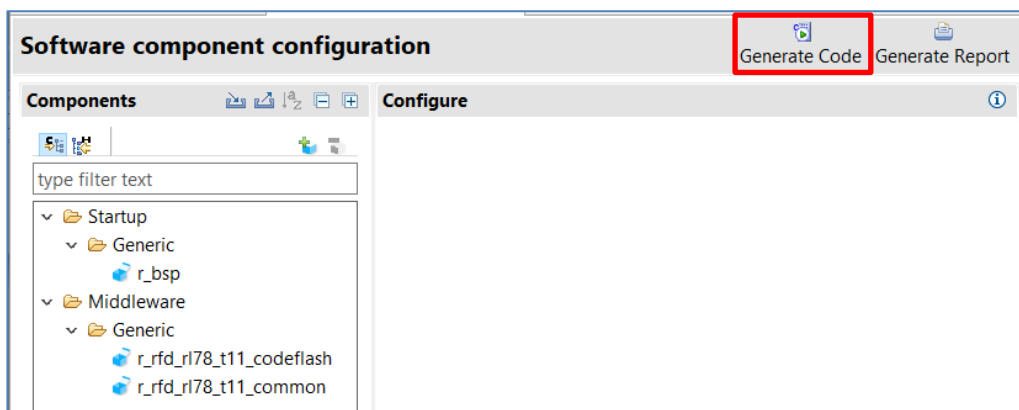 Software component configuration
Generate Code
Generate Report
Components
Configure
type filter text
Startup
Generic
r_bsp
Middleware
Generic
r_rfd_rl78_t11_codeflash
r_rfd_rl78_t11_common